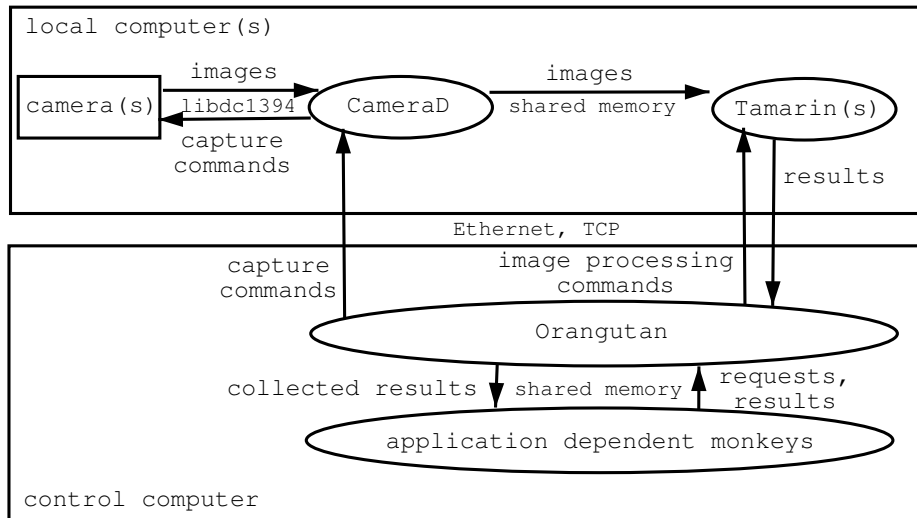 local computer(s)
images
images
camera(s)
libdc1394
CameraD
shared memory
Tamarin(s)
capture
commands
results
Ethernet, TCP
capture
commands
image processing
commands
Orangutan
collected results
shared memory
requests,
results
application dependent monkeys
control computer